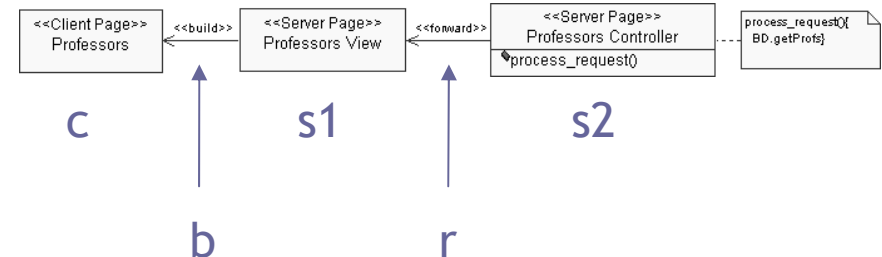 <<Client Page>>
Professors
<<build>>
<<Server Page>>
Professors View
<<forward>>
<<Server Page>>
Professors Controller
process_request()
process_request(){
BD.getProfs}
c
s1
s2
b
r